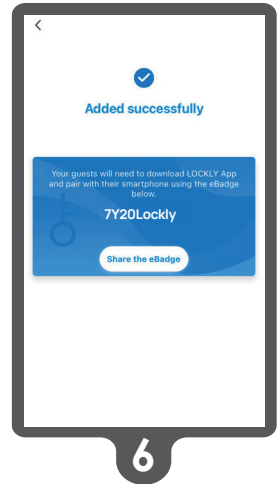 Added successfully
Your guests will need to download LOCKLY App
and pair with their smartphone using the eBadge
below.
7Y20Lockly
Share the eBadge
6